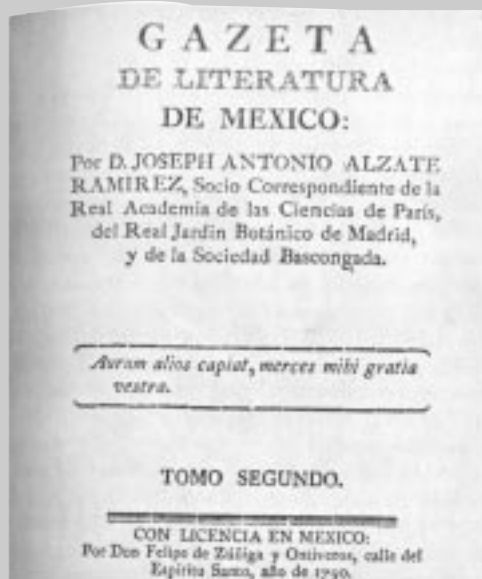 GAZETA
DE LITERATURA
DE MEXICO:
Por D. JOSEPH ANTONIO ALZATE
RAMIREZ, Socio Correspondiente de la
Real Academia de las Ciencias de París,
del Real Jardin Botánico de Madrid,
y de la Sociedad Bascongada.
Aurum alios capiat, merces mihi gratia
vestra.
TOMO SEGUNDO.
CON LICENCIA EN MEXICO:
Por Don Felipe de Zúñiga y Ontiveros, calle del
Espíritu Santo, año de 1790.